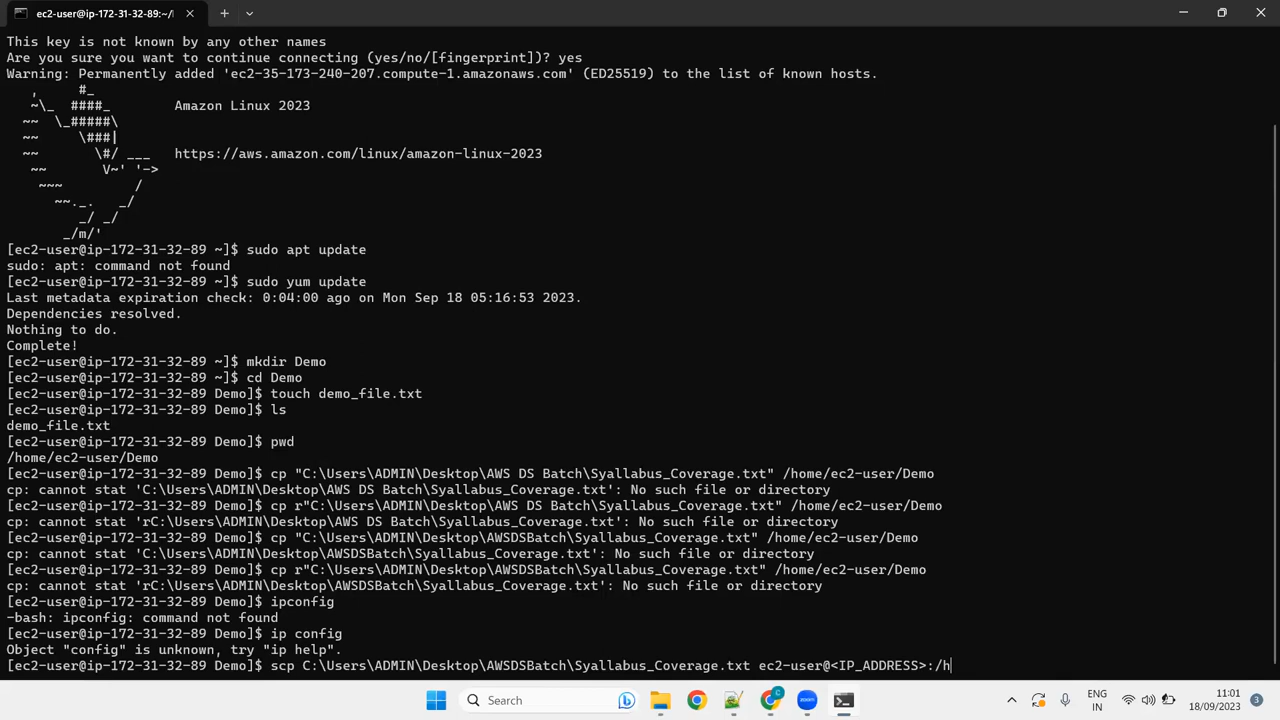 ec2-user@ip-172-31-32-89:~/
This key is not known by any other names
Are you sure you want to continue connecting (yes/no/[fingerprint])? yes
Warning: Permanently added 'ec2-35-173-240-207.compute-1.amazonaws.com' (ED25519) to the list of known hosts.
   ,     #_
   ~\_  ####_        Amazon Linux 2023
  ~~  \_#####\
  ~~     \###|
  ~~       \#/ ___   https://aws.amazon.com/linux/amazon-linux-2023
   ~~       V~' '->
    ~~~         /
      ~~._.   _/
         _/ _/
       _/m/'
[ec2-user@ip-172-31-32-89 ~]$ sudo apt update
sudo: apt: command not found
[ec2-user@ip-172-31-32-89 ~]$ sudo yum update
Last metadata expiration check: 0:04:00 ago on Mon Sep 18 05:16:53 2023.
Dependencies resolved.
Nothing to do.
Complete!
[ec2-user@ip-172-31-32-89 ~]$ mkdir Demo
[ec2-user@ip-172-31-32-89 ~]$ cd Demo
[ec2-user@ip-172-31-32-89 Demo]$ touch demo_file.txt
[ec2-user@ip-172-31-32-89 Demo]$ ls
demo_file.txt
[ec2-user@ip-172-31-32-89 Demo]$ pwd
/home/ec2-user/Demo
[ec2-user@ip-172-31-32-89 Demo]$ cp "C:\Users\ADMIN\Desktop\AWS DS Batch\Syallabus_Coverage.txt" /home/ec2-user/Demo
cp: cannot stat 'C:\Users\ADMIN\Desktop\AWS DS Batch\Syallabus_Coverage.txt': No such file or directory
[ec2-user@ip-172-31-32-89 Demo]$ cp r"C:\Users\ADMIN\Desktop\AWS DS Batch\Syallabus_Coverage.txt" /home/ec2-user/Demo
cp: cannot stat 'rC:\Users\ADMIN\Desktop\AWS DS Batch\Syallabus_Coverage.txt': No such file or directory
[ec2-user@ip-172-31-32-89 Demo]$ cp "C:\Users\ADMIN\Desktop\AWSDSBatch\Syallabus_Coverage.txt" /home/ec2-user/Demo
cp: cannot stat 'C:\Users\ADMIN\Desktop\AWSDSBatch\Syallabus_Coverage.txt': No such file or directory
[ec2-user@ip-172-31-32-89 Demo]$ cp r"C:\Users\ADMIN\Desktop\AWSDSBatch\Syallabus_Coverage.txt" /home/ec2-user/Demo
cp: cannot stat 'rC:\Users\ADMIN\Desktop\AWSDSBatch\Syallabus_Coverage.txt': No such file or directory
[ec2-user@ip-172-31-32-89 Demo]$ ipconfig
-bash: ipconfig: command not found
[ec2-user@ip-172-31-32-89 Demo]$ ip config
Object "config" is unknown, try "ip help".
[ec2-user@ip-172-31-32-89 Demo]$ scp C:\Users\ADMIN\Desktop\AWSDSBatch\Syallabus_Coverage.txt ec2-user@<IP_ADDRESS>:/h
Search
C
zoom
ENG
IN
11:01
18/09/2023
3